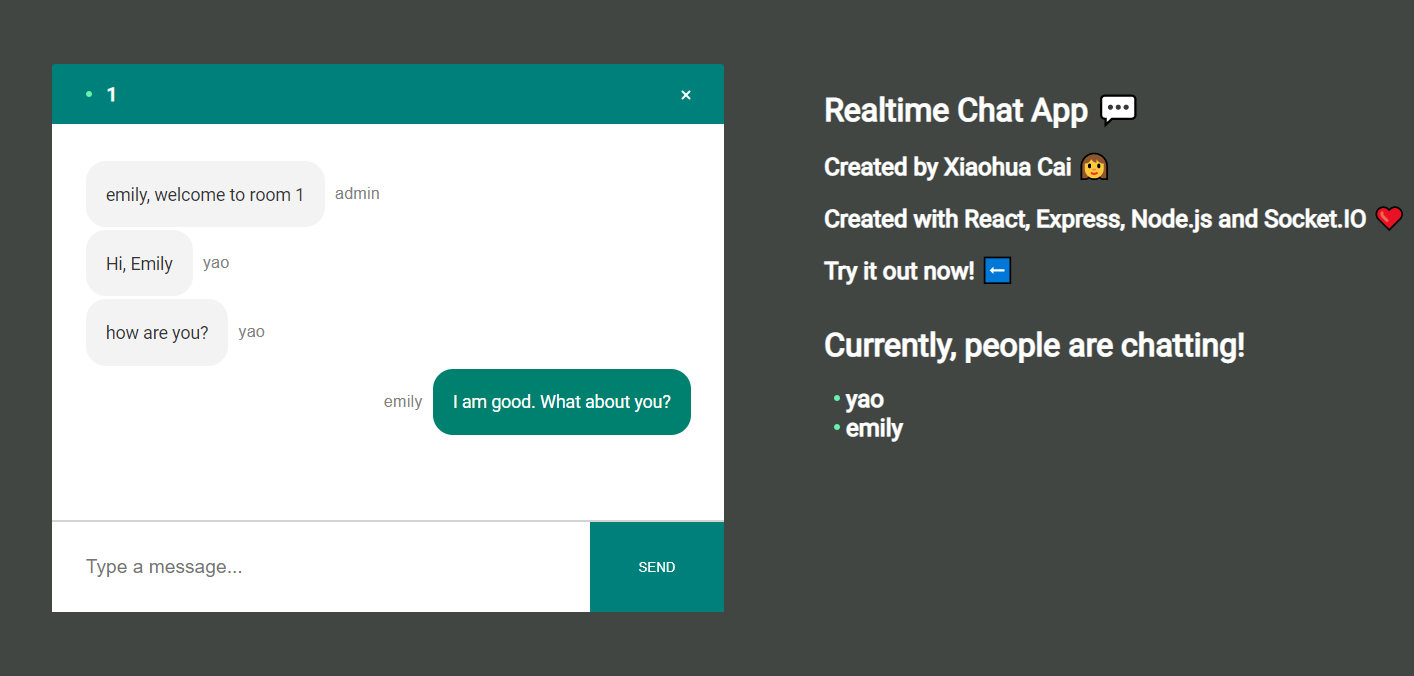 1
×
emily, welcome to room 1 admin
Hi, Emily yao
how are you? yao
emily I am good. What about you?
Type a message...
SEND
Realtime Chat App 💬
Created by Xiaohua Cai 👩
Created with React, Express, Node.js and Socket.IO ❤️
Try it out now! ⬅️
Currently, people are chatting!
yao
emily